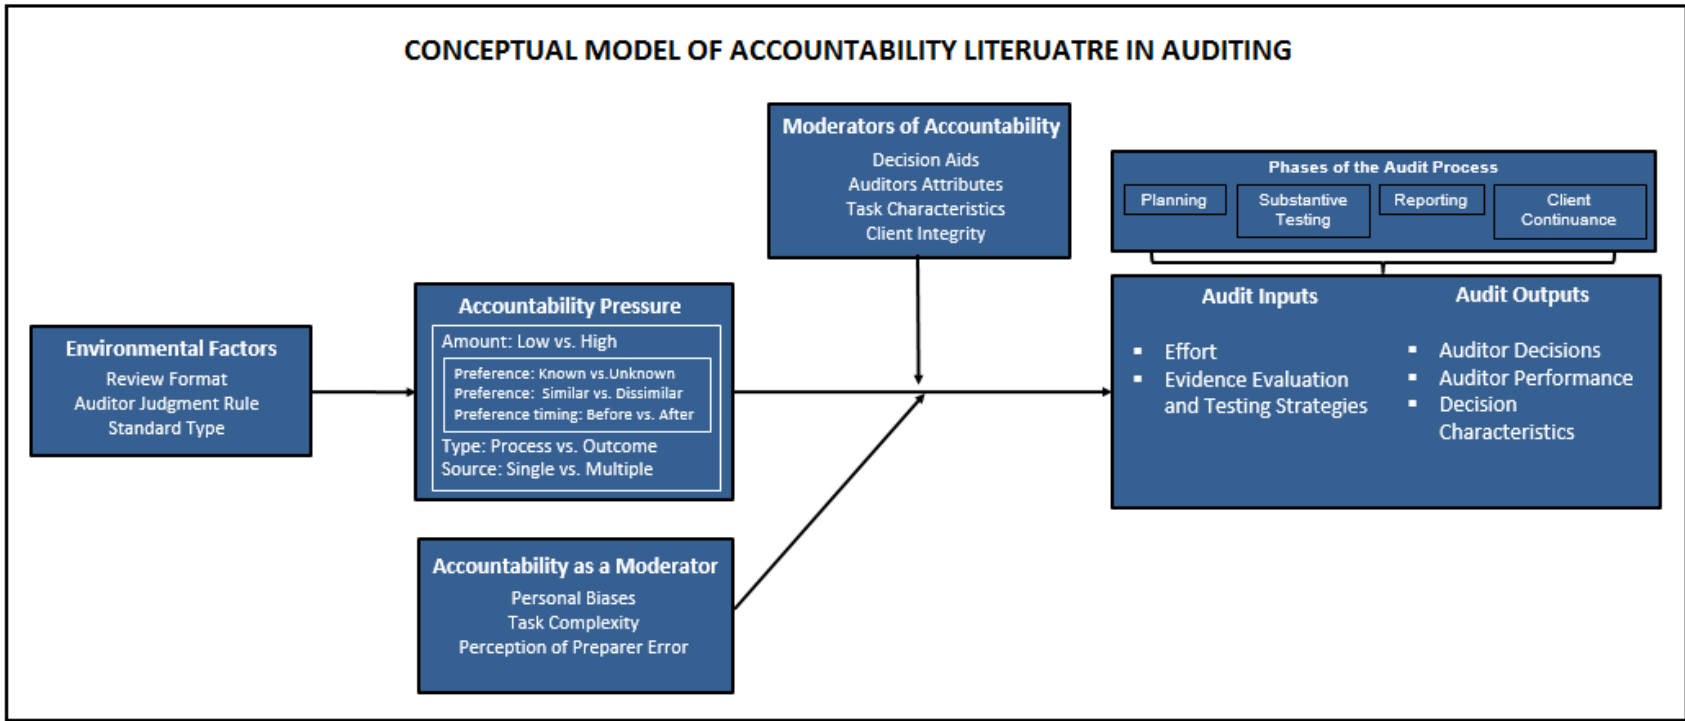 CONCEPTUAL MODEL OF ACCOUNTABILITY LITERUATRE IN AUDITING
Environmental Factors
Review Format
Auditor Judgment Rule
Standard Type
Accountability Pressure
Amount: Low vs. High
Preference: Known vs.Unknown
Preference: Similar vs. Dissimilar
Preference timing: Before vs. After
Type: Process vs. Outcome
Source: Single vs. Multiple
Accountability as a Moderator
Personal Biases
Task Complexity
Perception of Preparer Error
Moderators of Accountability
Decision Aids
Auditors Attributes
Task Characteristics
Client Integrity
Phases of the Audit Process
Planning
Substantive
Testing
Reporting
Client
Continuance
Audit Inputs
▪ Effort
▪ Evidence Evaluation
and Testing Strategies
Audit Outputs
▪ Auditor Decisions
▪ Auditor Performance
▪ Decision
Characteristics